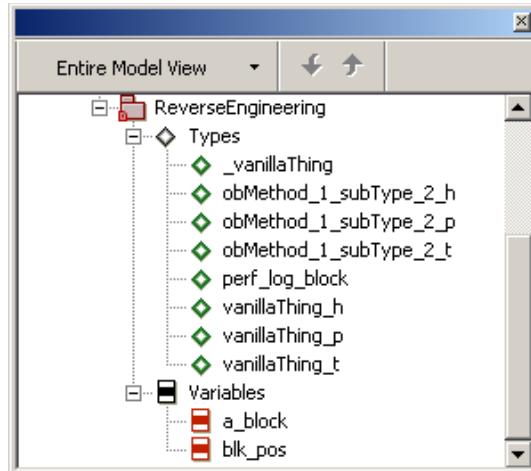 Entire Model View
ReverseEngineering
Types
_vanillaThing
obMethod_1_subType_2_h
obMethod_1_subType_2_p
obMethod_1_subType_2_t
perf_log_block
vanillaThing_h
vanillaThing_p
vanillaThing_t
Variables
a_block
blk_pos